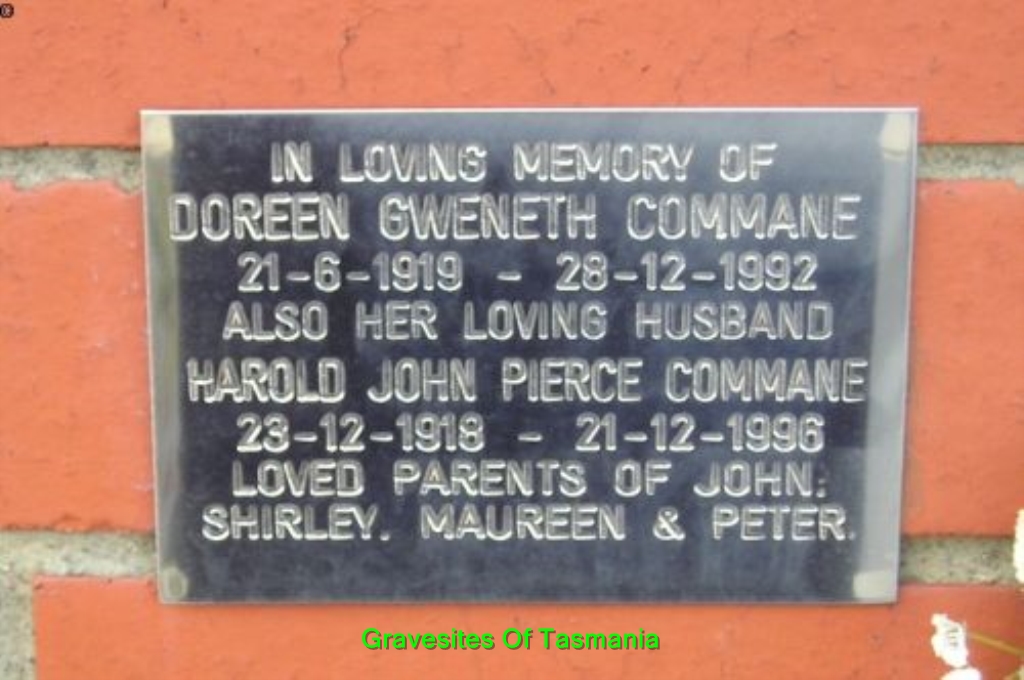 IN LOVING MEMORY OF
DOREEN GWENETH COMMANE
21-6-1919 - 28-12-1992
ALSO HER LOVING HUSBAND
HAROLD JOHN PIERCE COMMANE
23-12-1918 - 21-12-1996
LOVED PARENTS OF JOHN;
SHIRLEY. MAUREEN & PETER.
Gravesites Of Tasmania